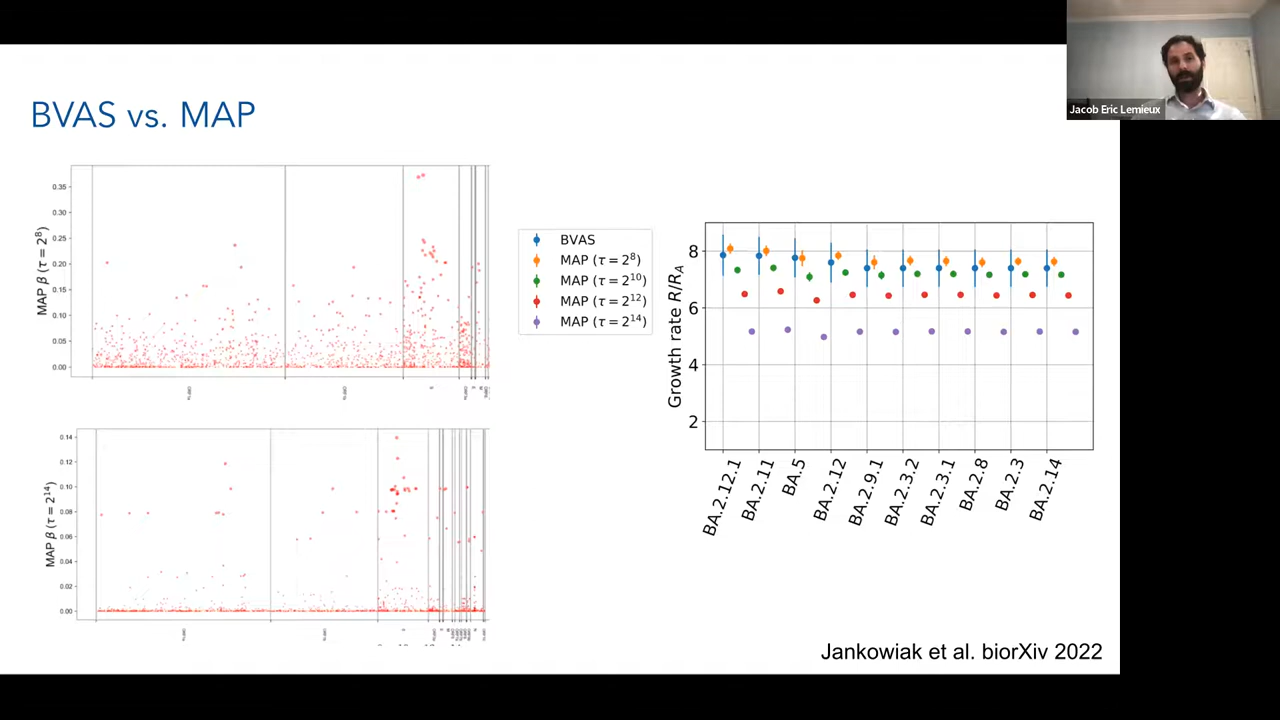 Jacob Eric Lemieux
BVAS vs. MAP
MAP β (τ = 2⁸)
0.35
0.30
0.25
0.20
0.15
0.10
0.05
0.00
S
MAP β (τ = 2¹⁴)
0.14
0.12
0.10
0.08
0.06
0.04
0.02
0.00
BVAS
MAP (τ = 2⁸)
MAP (τ = 2¹⁰)
MAP (τ = 2¹²)
MAP (τ = 2¹⁴)
Growth rate R/R_A
8
6
4
2
BA.2.12.1
BA.2.11
BA.5
BA.2.12
BA.2.9.1
BA.2.3.2
BA.2.3.1
BA.2.8
BA.2.3
BA.2.14
Jankowiak et al. biorXiv 2022